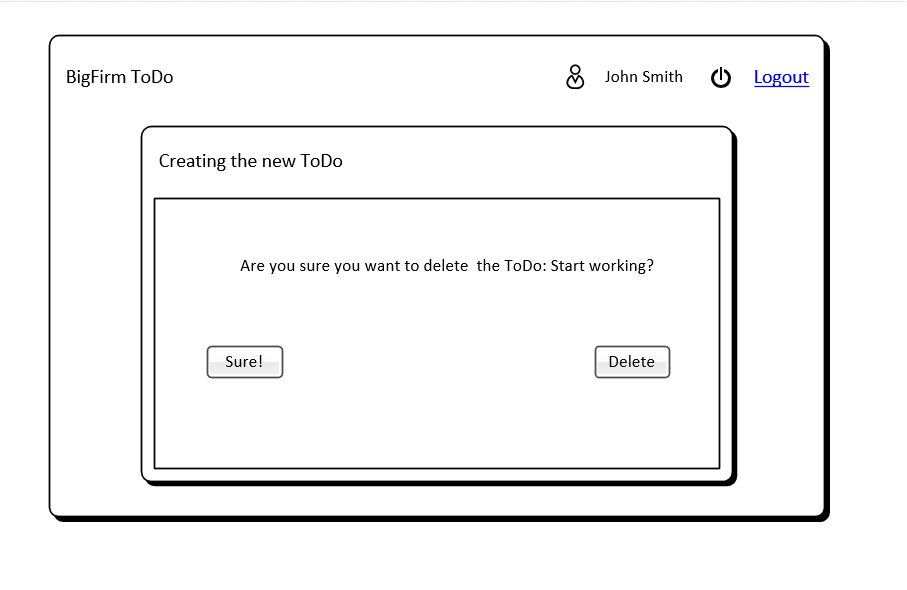 BigFirm ToDo
John Smith
Logout
Creating the new ToDo
Are you sure you want to delete  the ToDo: Start working?
Sure!
Delete